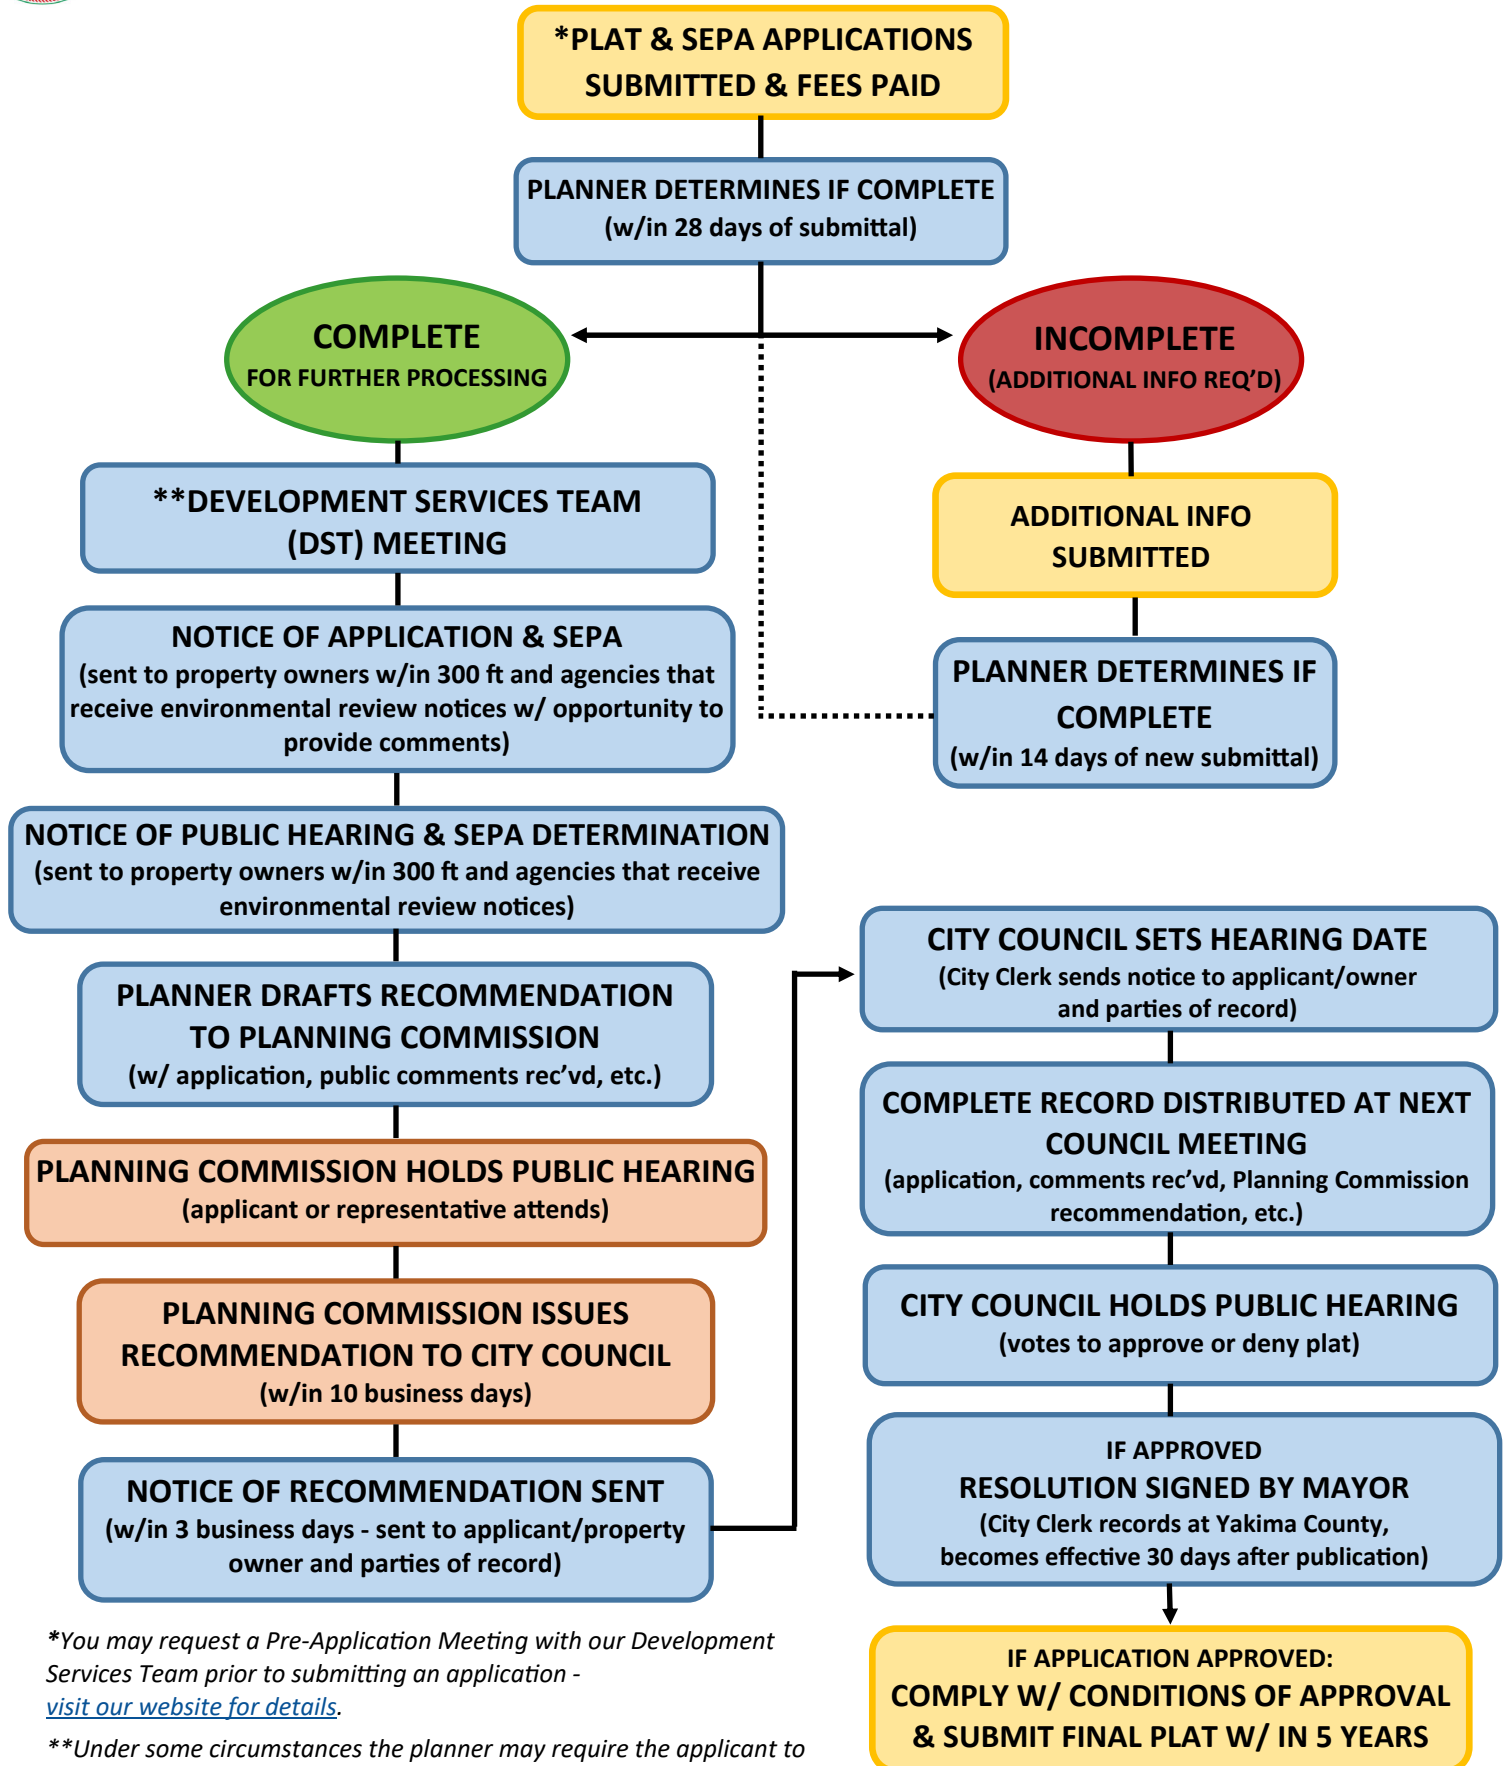 *PLAT & SEPA APPLICATIONS
SUBMITTED & FEES PAID
PLANNER DETERMINES IF COMPLETE
(w/in 28 days of submittal)
COMPLETE
FOR FURTHER PROCESSING
INCOMPLETE
(ADDITIONAL INFO REQ’D)
**DEVELOPMENT SERVICES TEAM
(DST) MEETING
ADDITIONAL INFO
SUBMITTED
NOTICE OF APPLICATION & SEPA
(sent to property owners w/in 300 ft and agencies that
receive environmental review notices w/ opportunity to
provide comments)
PLANNER DETERMINES IF
COMPLETE
(w/in 14 days of new submittal)
NOTICE OF PUBLIC HEARING & SEPA DETERMINATION
(sent to property owners w/in 300 ft and agencies that receive
environmental review notices)
PLANNER DRAFTS RECOMMENDATION
TO PLANNING COMMISSION
(w/ application, public comments rec’vd, etc.)
PLANNING COMMISSION HOLDS PUBLIC HEARING
(applicant or representative attends)
PLANNING COMMISSION ISSUES
RECOMMENDATION TO CITY COUNCIL
(w/in 10 business days)
NOTICE OF RECOMMENDATION SENT
(w/in 3 business days - sent to applicant/property
owner and parties of record)
CITY COUNCIL SETS HEARING DATE
(City Clerk sends notice to applicant/owner
and parties of record)
COMPLETE RECORD DISTRIBUTED AT NEXT
COUNCIL MEETING
(application, comments rec’vd, Planning Commission
recommendation, etc.)
CITY COUNCIL HOLDS PUBLIC HEARING
(votes to approve or deny plat)
IF APPROVED
RESOLUTION SIGNED BY MAYOR
(City Clerk records at Yakima County,
becomes effective 30 days after publication)
IF APPLICATION APPROVED:
COMPLY W/ CONDITIONS OF APPROVAL
& SUBMIT FINAL PLAT W/ IN 5 YEARS
*You may request a Pre-Application Meeting with our Development
Services Team prior to submitting an application -
visit our website for details.
**Under some circumstances the planner may require the applicant to